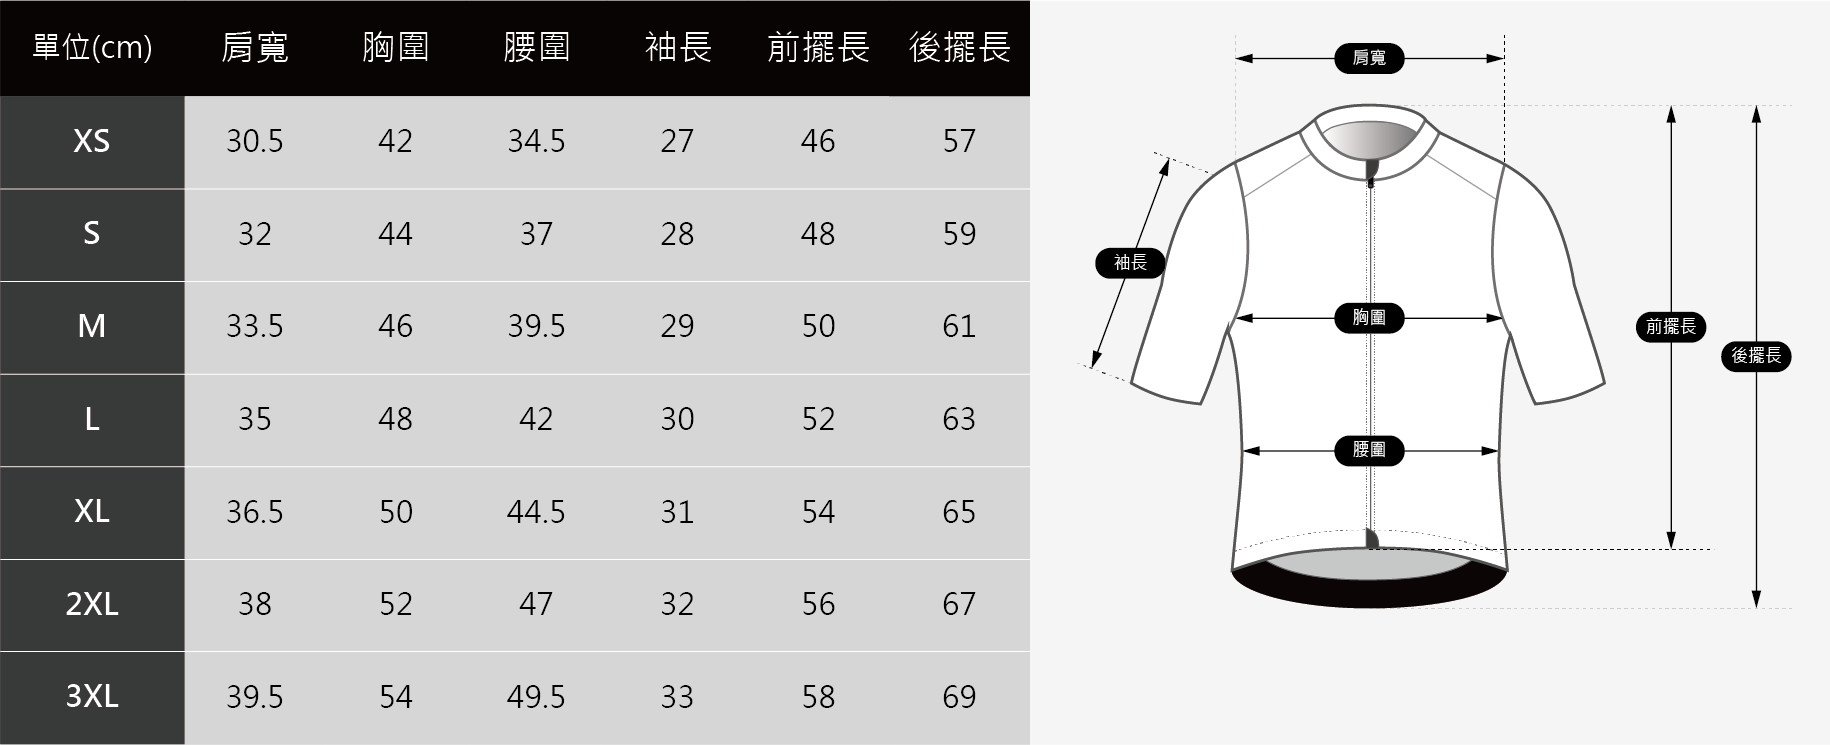 單位(cm) 肩寬 胸圍 腰圍 袖長 前擺長 後擺長
XS 30.5 42 34.5 27 46 57
S 32 44 37 28 48 59
M 33.5 46 39.5 29 50 61
L 35 48 42 30 52 63
XL 36.5 50 44.5 31 54 65
2XL 38 52 47 32 56 67
3XL 39.5 54 49.5 33 58 69
肩寬
袖長
胸圍
前擺長
後擺長
腰圍